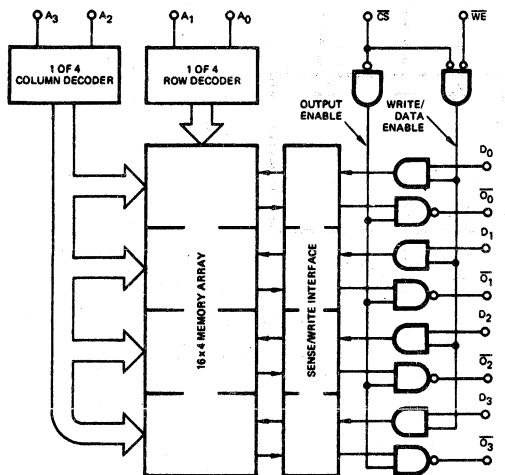 A3 A2 A1 A0 CS WE
1 OF 4
COLUMN DECODER
1 OF 4
ROW DECODER
OUTPUT
ENABLE
WRITE/
DATA
ENABLE
16 x 4 MEMORY ARRAY
SENSE/WRITE INTERFACE
D0
O0
D1
O1
D2
O2
D3
O3